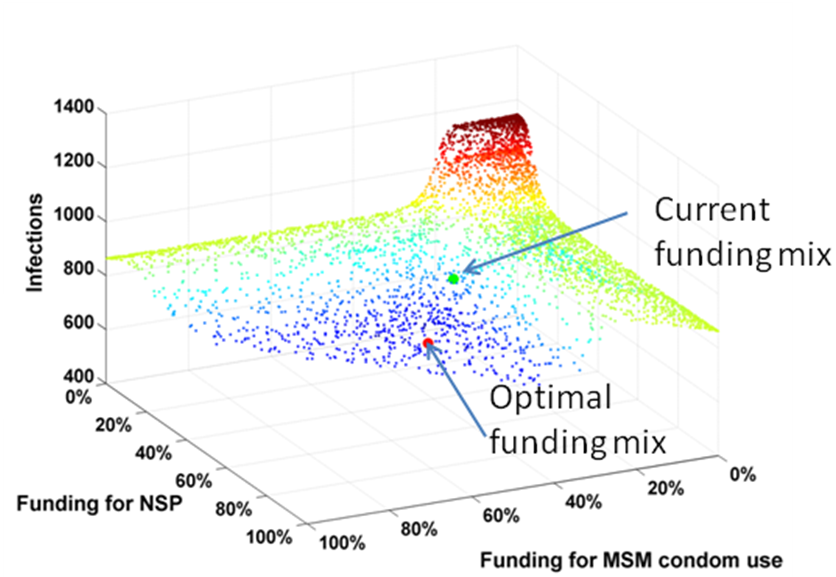 1400
1200
1000
800
600
400
Infections
Current
funding mix
Optimal
funding mix
0%
20%
40%
60%
80%
100%
Funding for NSP
100%
80%
60%
40%
20%
0%
Funding for MSM condom use